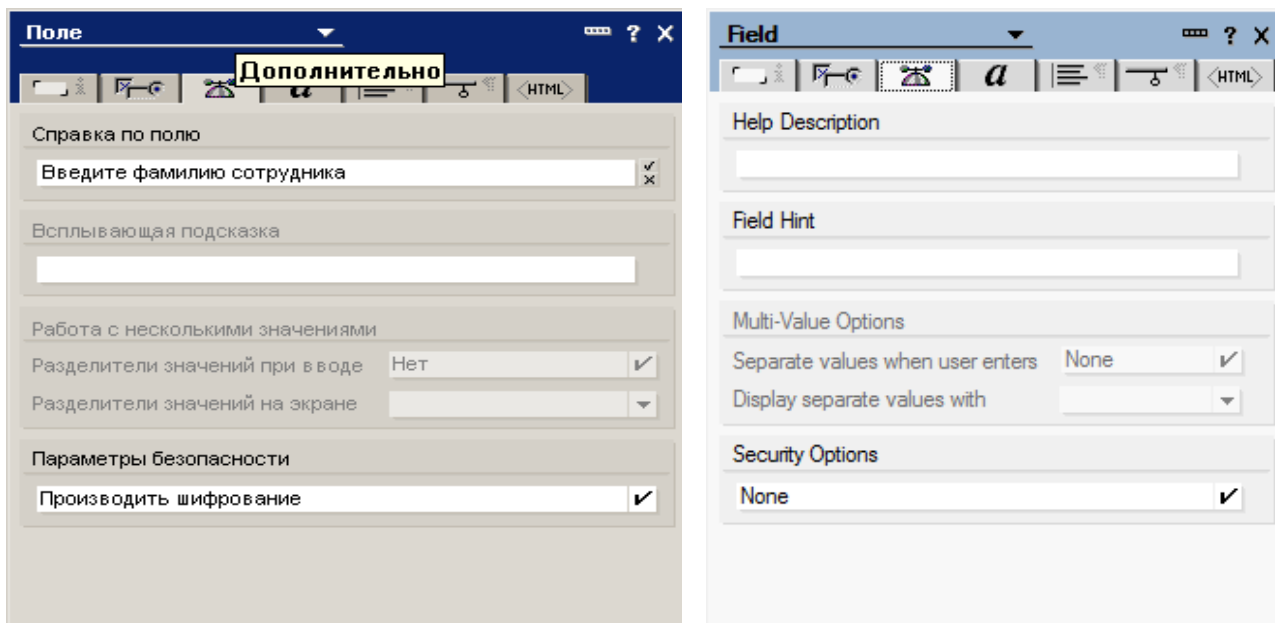 Поле
?
Дополнительно
a
<HTML>
Справка по полю
Введите фамилию сотрудника
Всплывающая подсказка
Работа с несколькими значениями
Разделители значений при вводе Нет
Разделители значений на экране
Параметры безопасности
Производить шифрование
Field
?
a
<HTML>
Help Description
Field Hint
Multi-Value Options
Separate values when user enters None
Display separate values with
Security Options
None